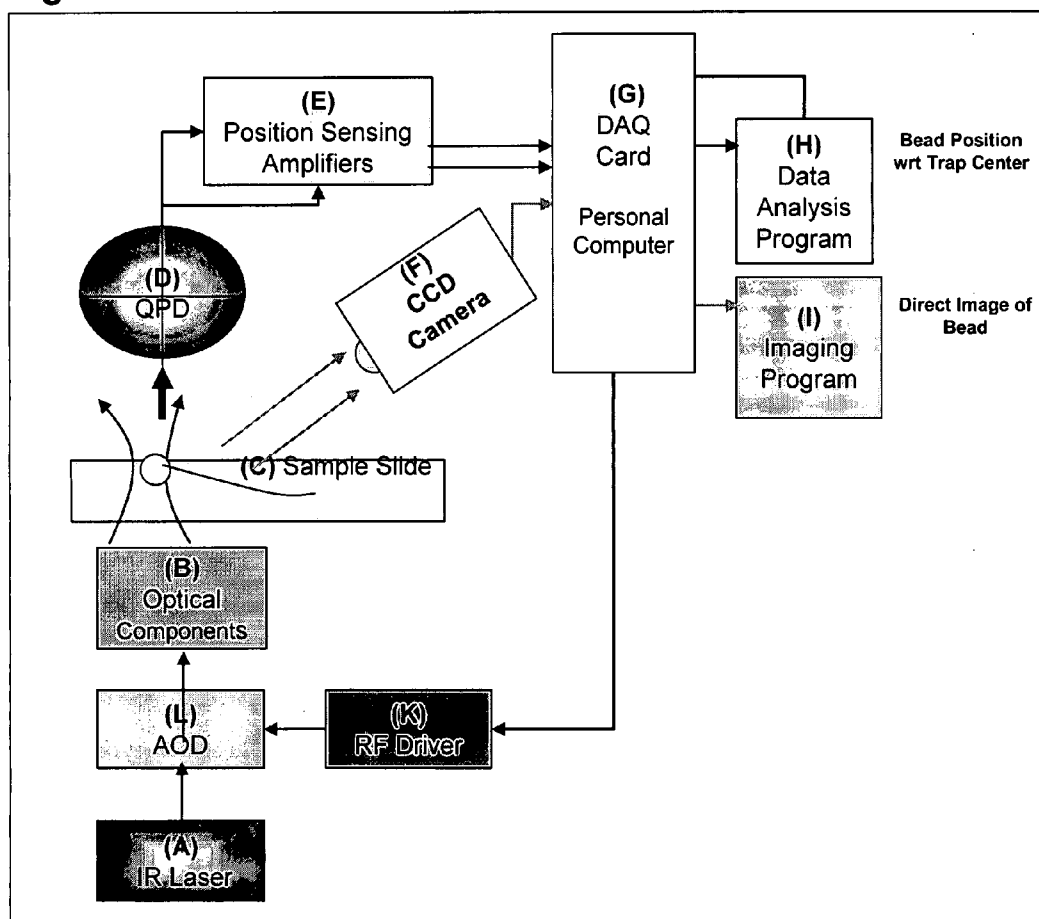 (E)
Position Sensing
Amplifiers
(G)
DAQ
Card
Personal
Computer
(H)
Data
Analysis
Program
Bead Position
wrt Trap Center
(D)
QPD
(F)
CCD
Camera
(I)
Imaging
Program
Direct Image of
Bead
(C) Sample Slide
(B)
Optical
Components
(L)
AOD
(K)
RF Driver
(A)
IR Laser